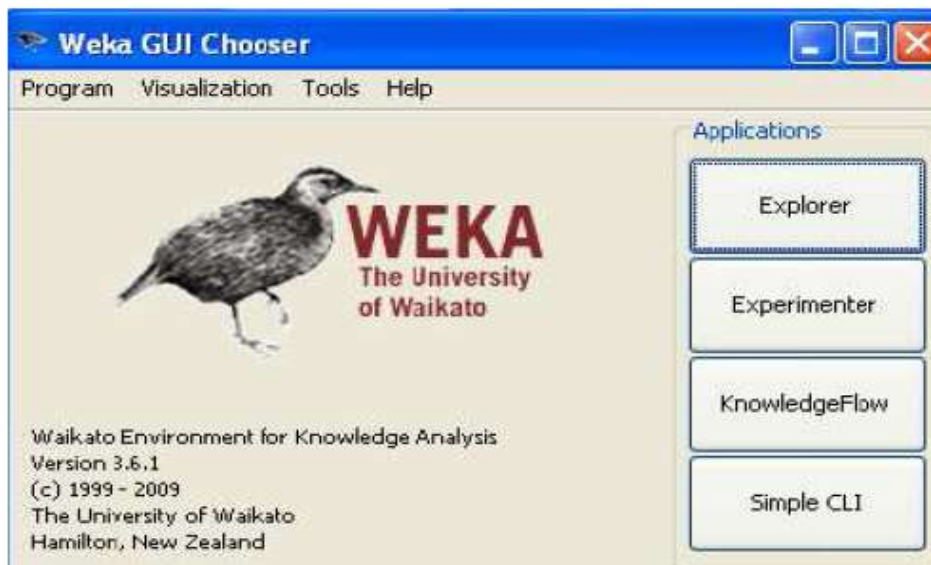 Weka GUI Chooser
Program Visualization Tools Help
Applications
WEKA
The University
of Waikato
Explorer
Experimenter
KnowledgeFlow
Simple CLI
Waikato Environment for Knowledge Analysis
Version 3.6.1
(c) 1999 - 2009
The University of Waikato
Hamilton, New Zealand